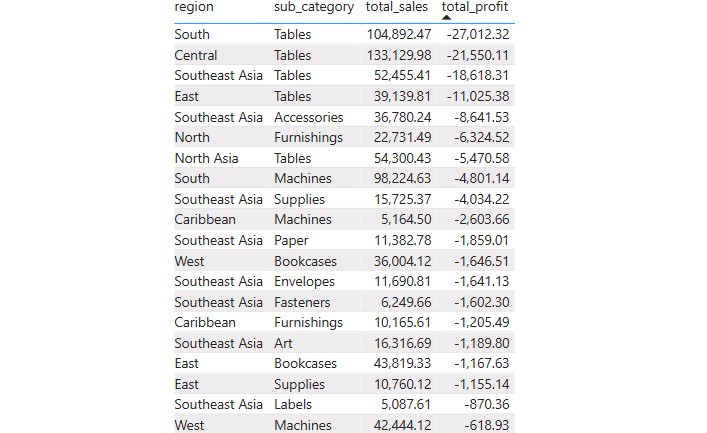 region sub_category total_sales total_profit
South Tables 104,892.47 -27,012.32
Central Tables 133,129.98 -21,550.11
Southeast Asia Tables 52,455.41 -18,618.31
East Tables 39,139.81 -11,025.38
Southeast Asia Accessories 36,780.24 -8,641.53
North Furnishings 22,731.49 -6,324.52
North Asia Tables 54,300.43 -5,470.58
South Machines 98,224.63 -4,801.14
Southeast Asia Supplies 15,725.37 -4,034.22
Caribbean Machines 5,164.50 -2,603.66
Southeast Asia Paper 11,382.78 -1,859.01
West Bookcases 36,004.12 -1,646.51
Southeast Asia Envelopes 11,690.81 -1,641.13
Southeast Asia Fasteners 6,249.66 -1,602.30
Caribbean Furnishings 10,165.61 -1,205.49
Southeast Asia Art 16,316.69 -1,189.80
East Bookcases 43,819.33 -1,167.63
East Supplies 10,760.12 -1,155.14
Southeast Asia Labels 5,087.61 -870.36
West Machines 42,444.12 -618.93